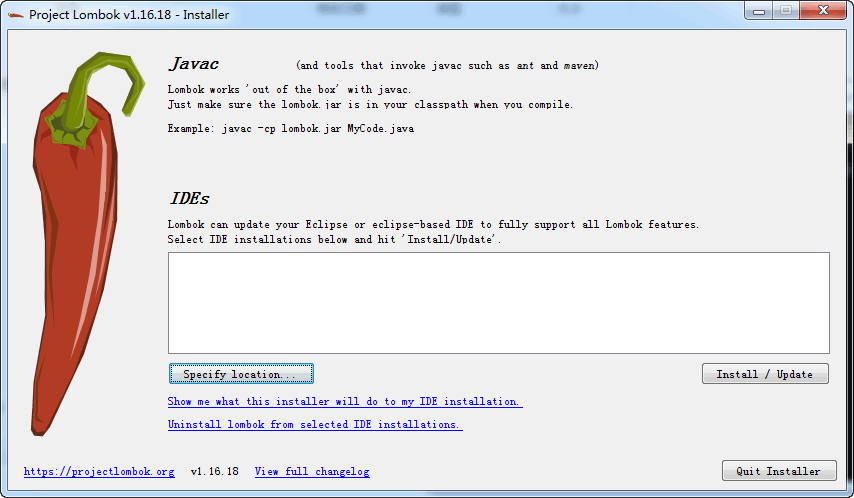 Project Lombok v1.16.18 - Installer
Javac (and tools that invoke javac such as ant and maven)
Lombok works 'out of the box' with javac.
Just make sure the lombok.jar is in your classpath when you compile.
Example: javac -cp lombok.jar MyCode.java
IDEs
Lombok can update your Eclipse or eclipse-based IDE to fully support all Lombok features.
Select IDE installations below and hit 'Install/Update'.
Specify location... Install / Update
Show me what this installer will do to my IDE installation.
Uninstall lombok from selected IDE installations.
https://projectlombok.org v1.16.18 View full changelog Quit Installer